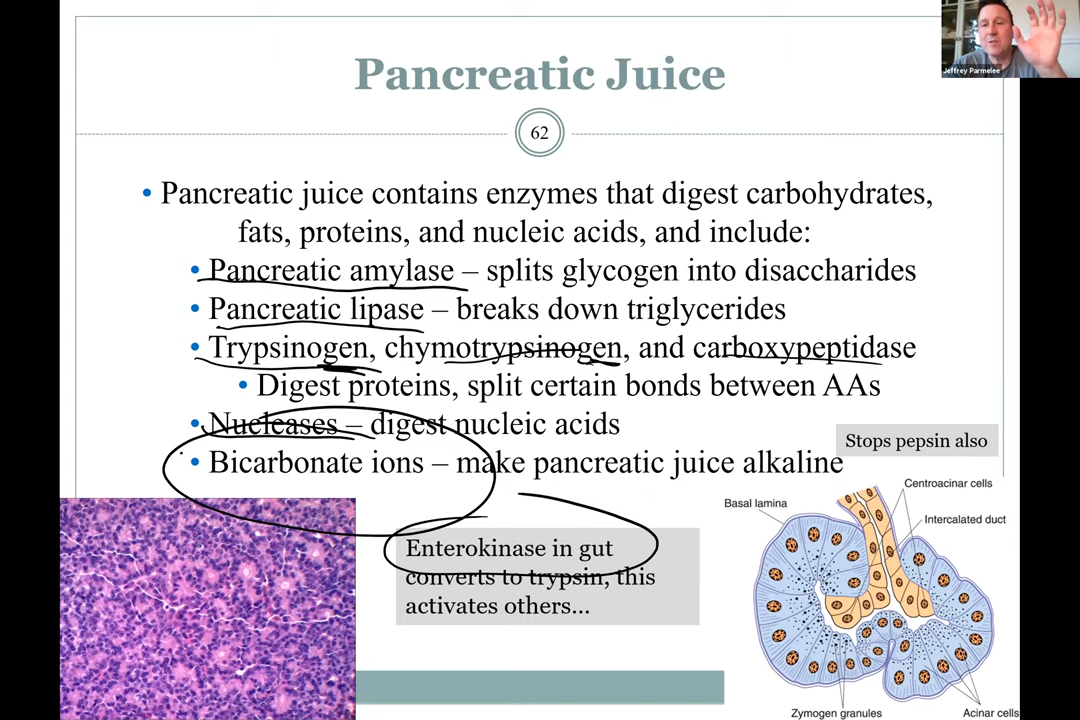 Jeffrey Parmelee
Pancreatic Juice
62
• Pancreatic juice contains enzymes that digest carbohydrates,
fats, proteins, and nucleic acids, and include:
• Pancreatic amylase – splits glycogen into disaccharides
• Pancreatic lipase – breaks down triglycerides
• Trypsinogen, chymotrypsinogen, and carboxypeptidase
• Digest proteins, split certain bonds between AAs
• Nucleases – digest nucleic acids
• Bicarbonate ions – make pancreatic juice alkaline
Stops pepsin also
Enterokinase in gut
converts to trypsin, this
activates others...
Centroacinar cells
Basal lamina
Intercalated duct
Zymogen granules
Acinar cells